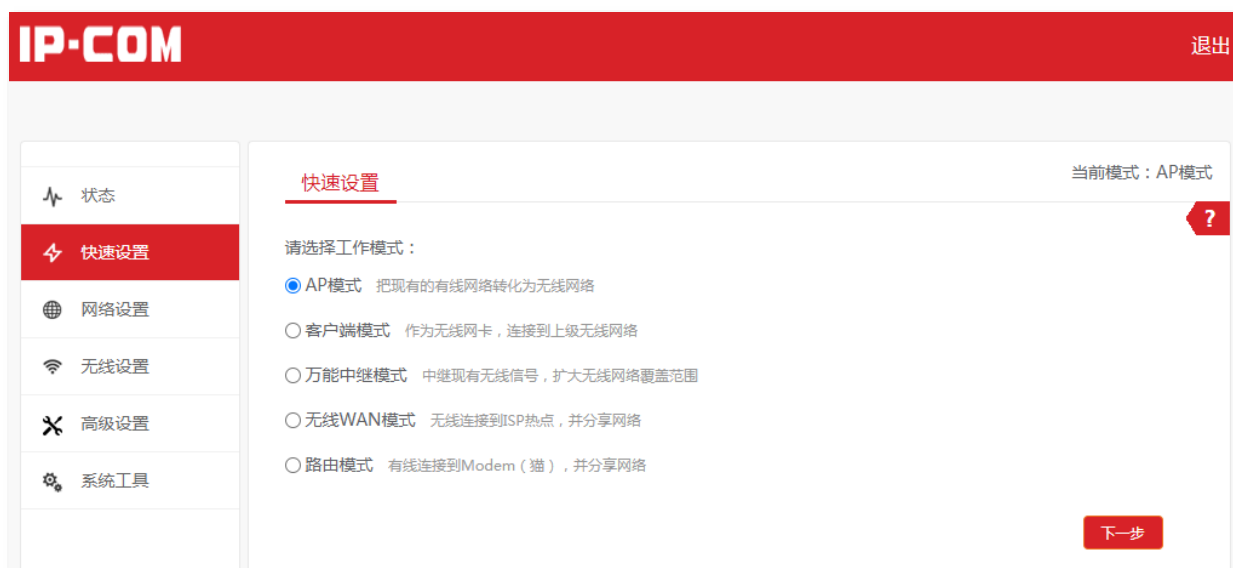 IP-COM
退出
状态
快速设置
网络设置
无线设置
高级设置
系统工具
快速设置
当前模式：AP模式
?
请选择工作模式：
AP模式 把现有的有线网络转化为无线网络
客户端模式 作为无线网卡，连接到上级无线网络
万能中继模式 中继现有无线信号，扩大无线网络覆盖范围
无线WAN模式 无线连接到ISP热点，并分享网络
路由模式 有线连接到Modem（猫），并分享网络
下一步